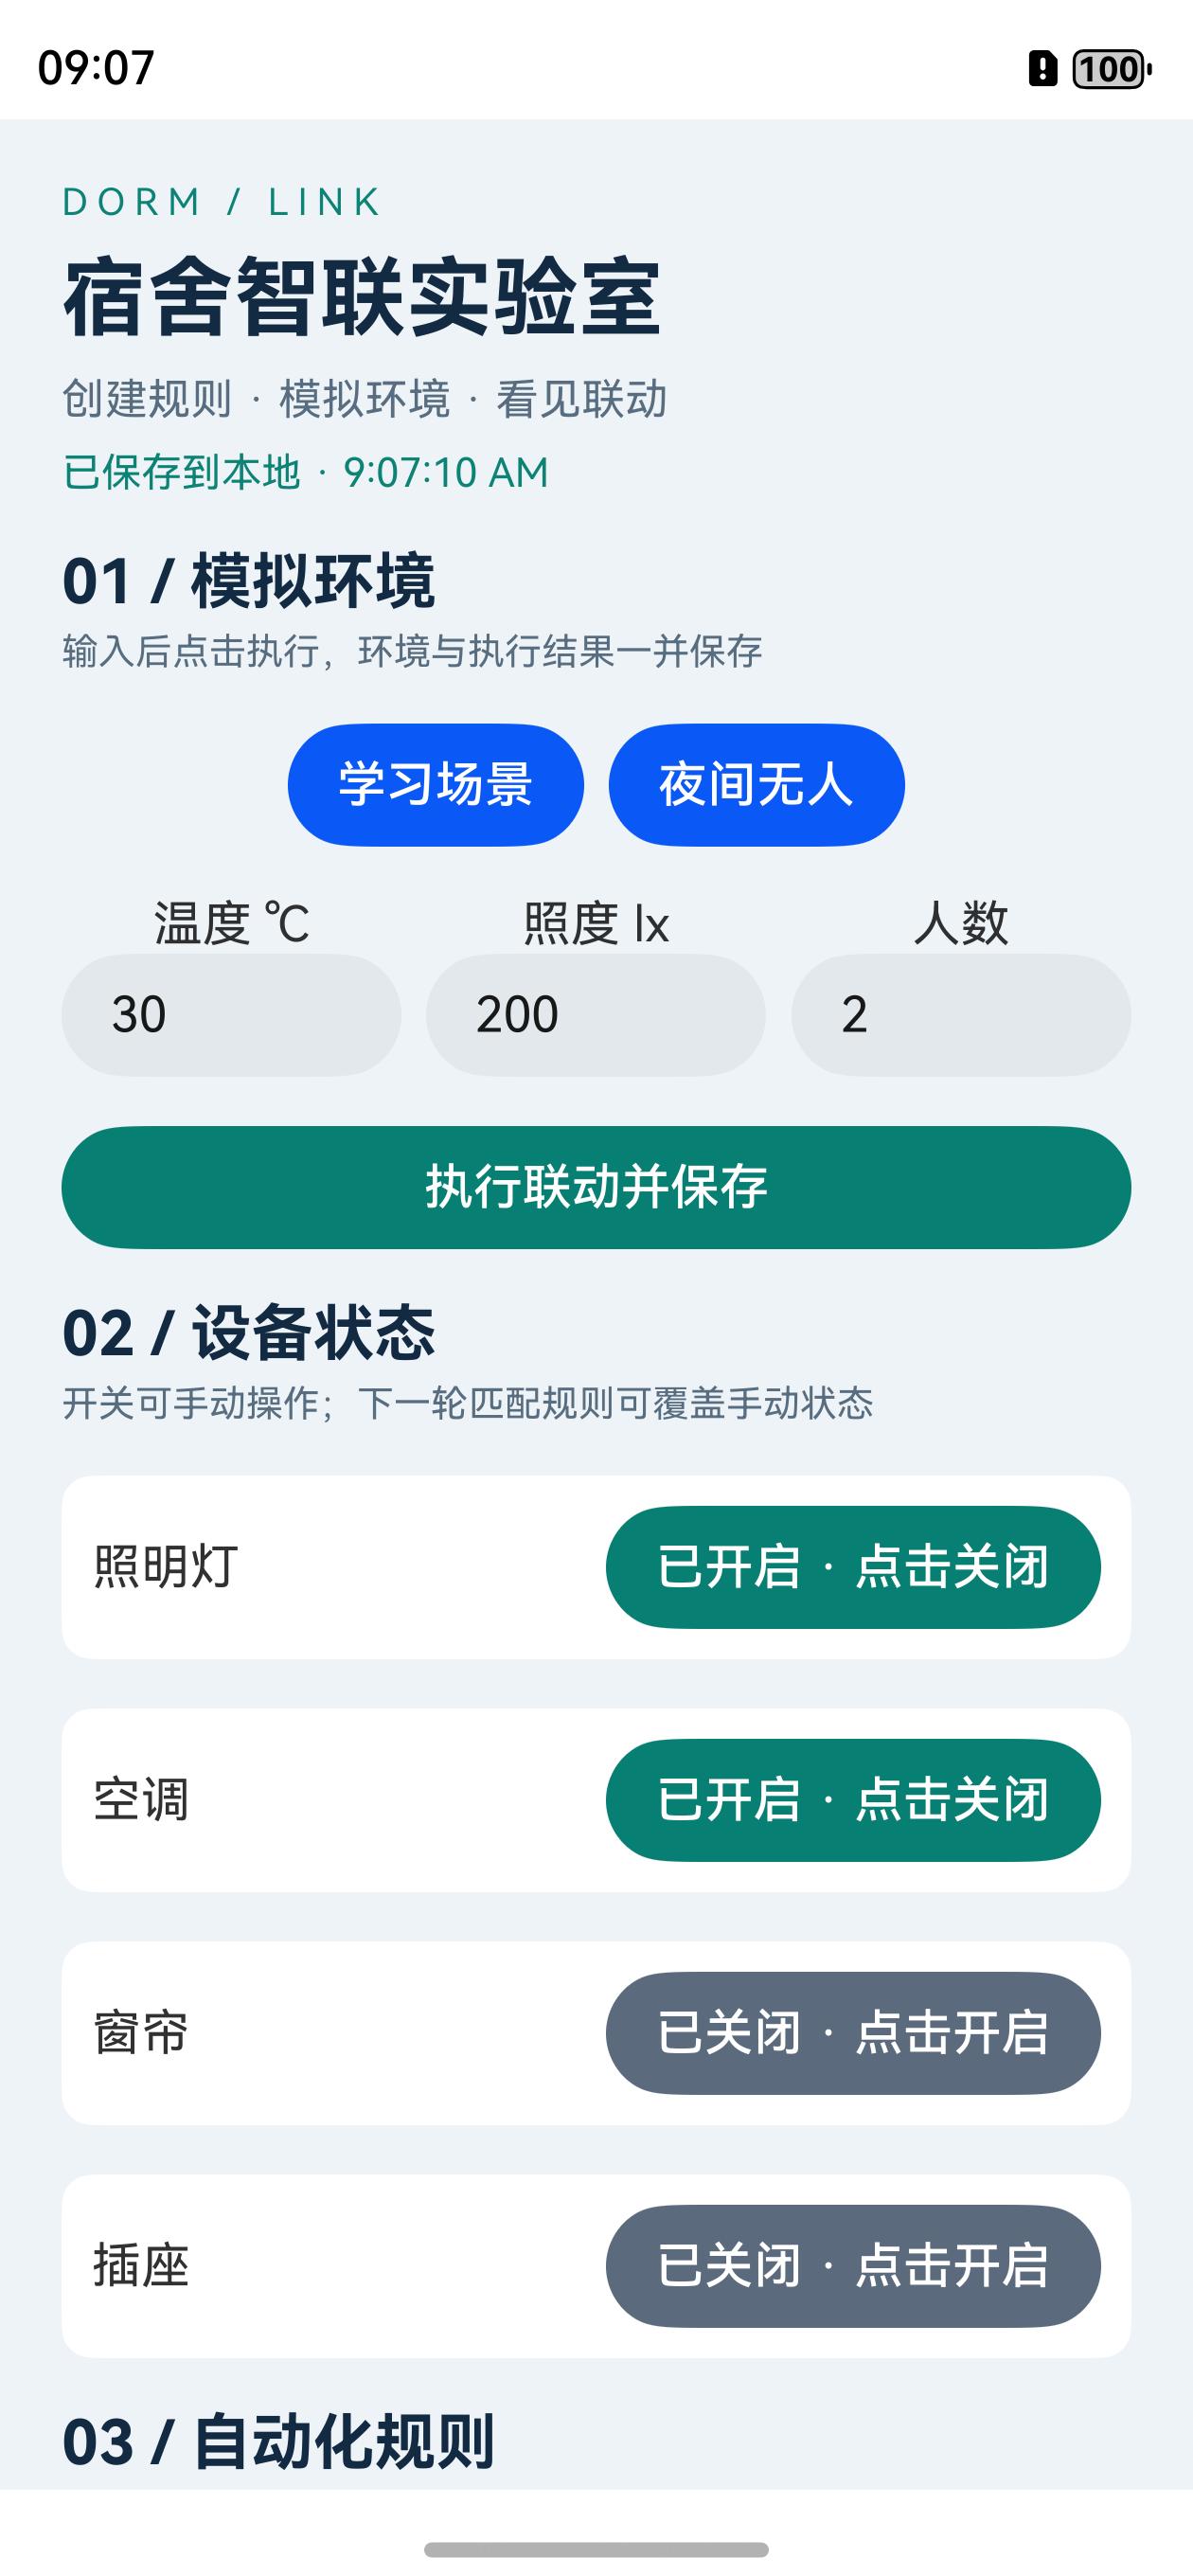 09:07
100
DORM / LINK
宿舍智联实验室
创建规则 · 模拟环境 · 看见联动
已保存到本地 · 9:07:10 AM
01 / 模拟环境
输入后点击执行，环境与执行结果一并保存
学习场景 夜间无人
温度 ℃ 照度 lx 人数
30 200 2
执行联动并保存
02 / 设备状态
开关可手动操作；下一轮匹配规则可覆盖手动状态
照明灯 已开启 · 点击关闭
空调 已开启 · 点击关闭
窗帘 已关闭 · 点击开启
插座 已关闭 · 点击开启
03 / 自动化规则